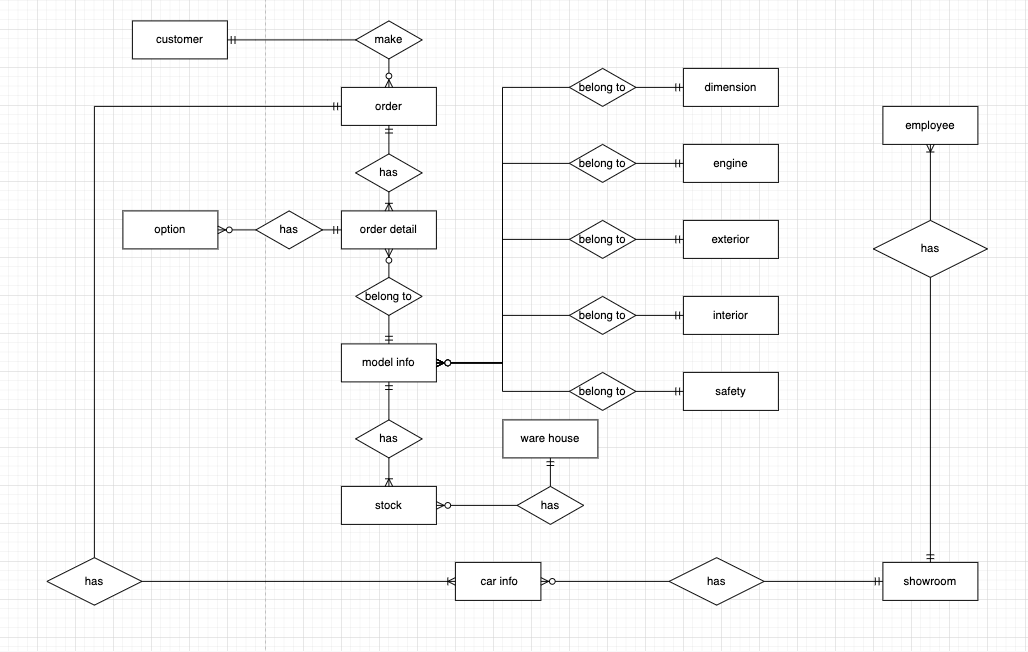 customer
make
order
has
option
has
order detail
belong to
model info
has
stock
has
ware house
belong to
dimension
belong to
engine
belong to
exterior
belong to
interior
belong to
safety
employee
has
showroom
has
car info
has